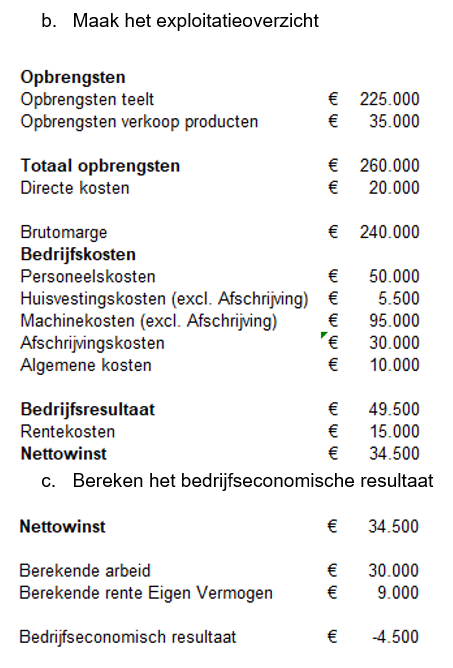 b. Maak het exploitatieoverzicht
Opbrengsten
Opbrengsten teelt € 225.000
Opbrengsten verkoop producten € 35.000
Totaal opbrengsten € 260.000
Directe kosten € 20.000
Brutomarge € 240.000
Bedrijfskosten
Personeelskosten € 50.000
Huisvestingskosten (excl. Afschrijving) € 5.500
Machinekosten (excl. Afschrijving) € 95.000
Afschrijvingskosten € 30.000
Algemene kosten € 10.000
Bedrijfsresultaat € 49.500
Rentekosten € 15.000
Nettowinst € 34.500
c. Bereken het bedrijfseconomische resultaat
Nettowinst € 34.500
Berekende arbeid € 30.000
Berekende rente Eigen Vermogen € 9.000
Bedrijfseconomisch resultaat € -4.500